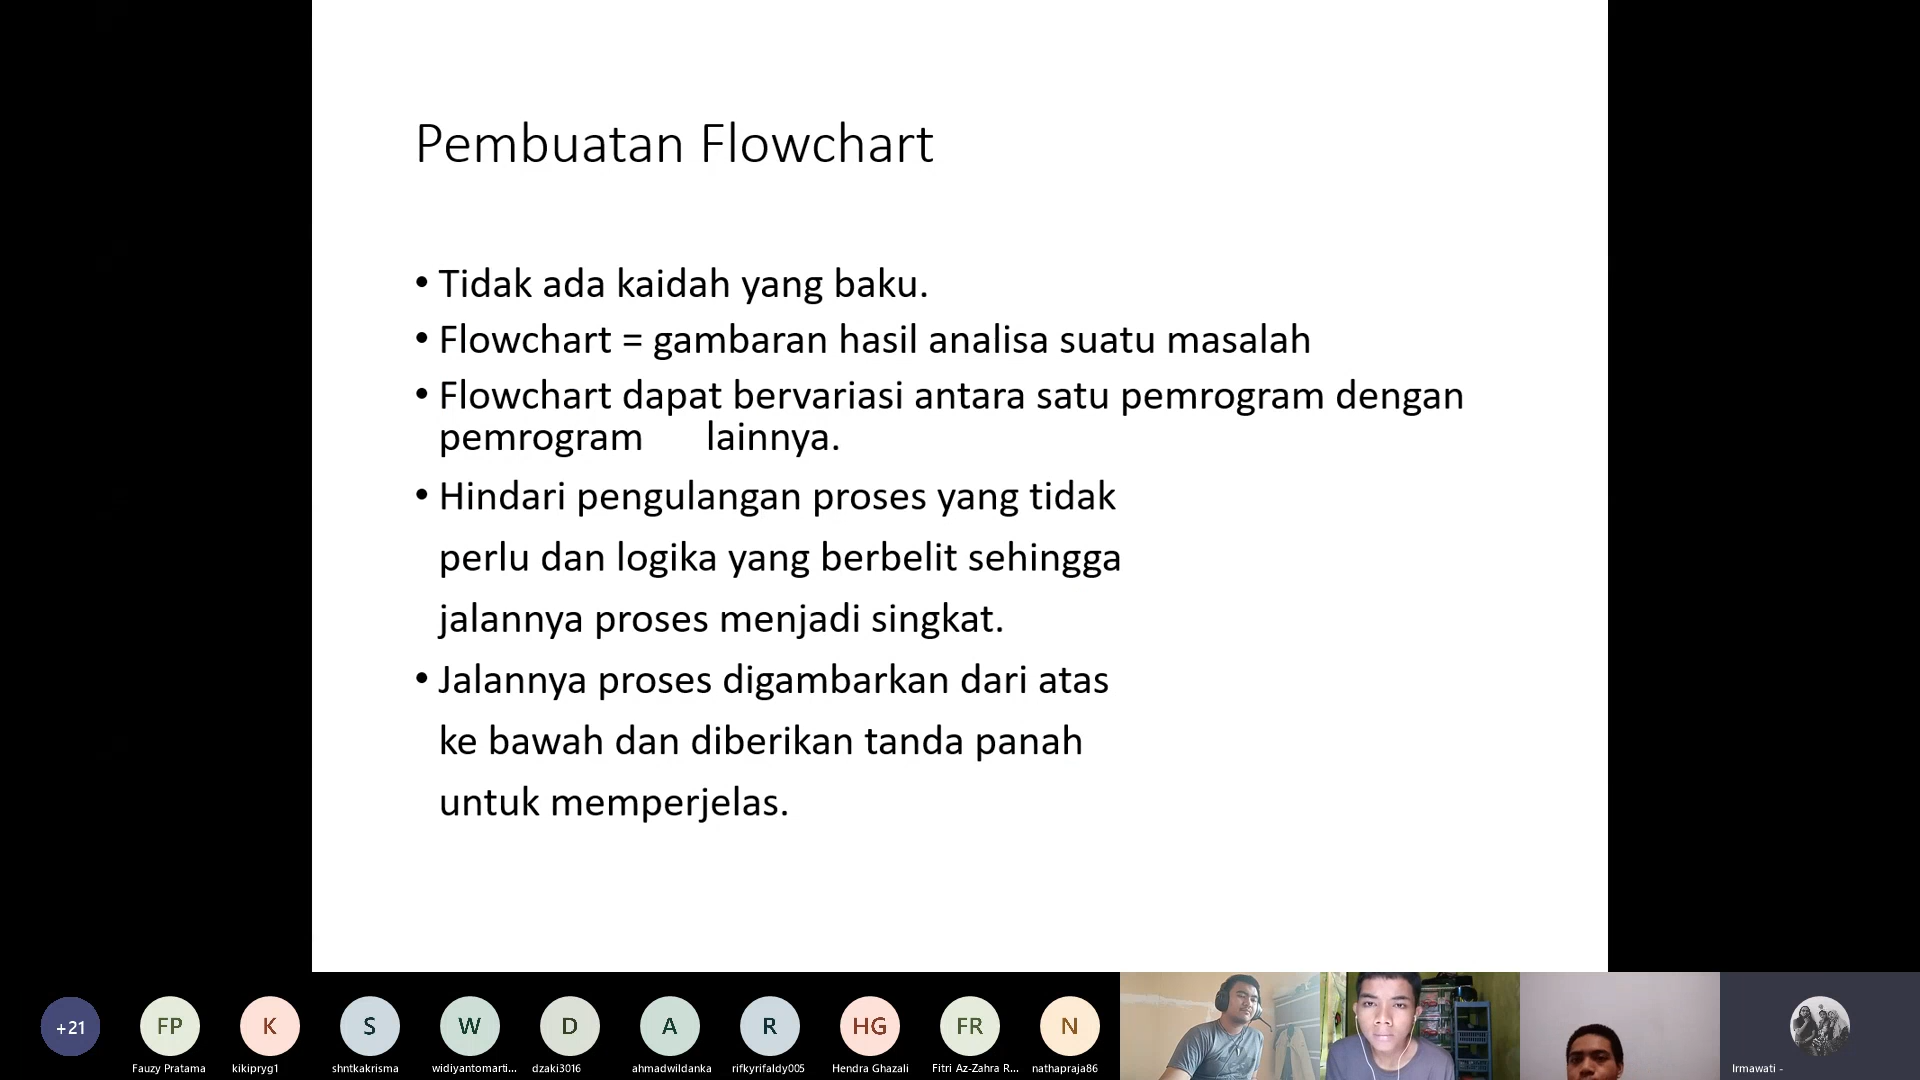 Pembuatan Flowchart
• Tidak ada kaidah yang baku.
• Flowchart = gambaran hasil analisa suatu masalah
• Flowchart dapat bervariasi antara satu pemrogram dengan
pemrogram lainnya.
• Hindari pengulangan proses yang tidak
perlu dan logika yang berbelit sehingga
jalannya proses menjadi singkat.
• Jalannya proses digambarkan dari atas
ke bawah dan diberikan tanda panah
untuk memperjelas.
+21 FP K S W D A R HG FR N
Fauzy Pratama kikipryg1 shntkakrisma widiyantomarti... dzaki3016 ahmadwildanka rifkyrifaldy005 Hendra Ghazali Fitri Az-Zahra R... nathapraja86 Irmawati -